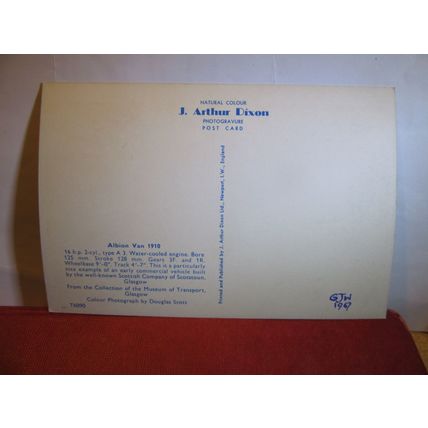 NATURAL COLOUR
J. Arthur Dixon
PHOTOGRAVURE
POST CARD
Printed and Published by J. Arthur Dixon Ltd., Newport, I.W., England
Albion Van 1910
16 h.p. 2-cyl., type A 3. Water-cooled engine. Bore
125 mm. Stroke 128 mm. Gears 3F and 1R.
Wheelbase 9'-0". Track 4'-7". This is a particularly
nice example of an early commercial vehicle built
by the well-known Scottish Company of Scotstoun,
Glasgow
From the Collection of the Museum of Transport,
Glasgow
Colour Photograph by Douglas Scott
GJW